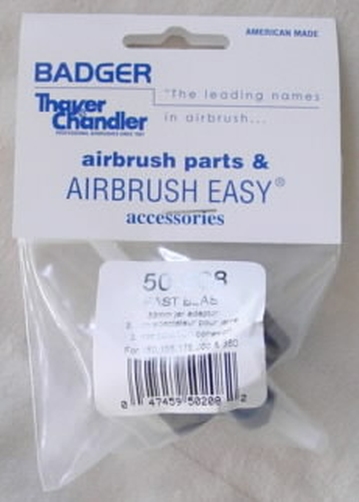 AMERICAN MADE
BADGER
"The leading names
Thayer
Chandler
in airbrush...
airbrush parts &
AIRBRUSH EASY®
accessories
FAST BLAST
jar adaptor
For
0 47459 50208 2